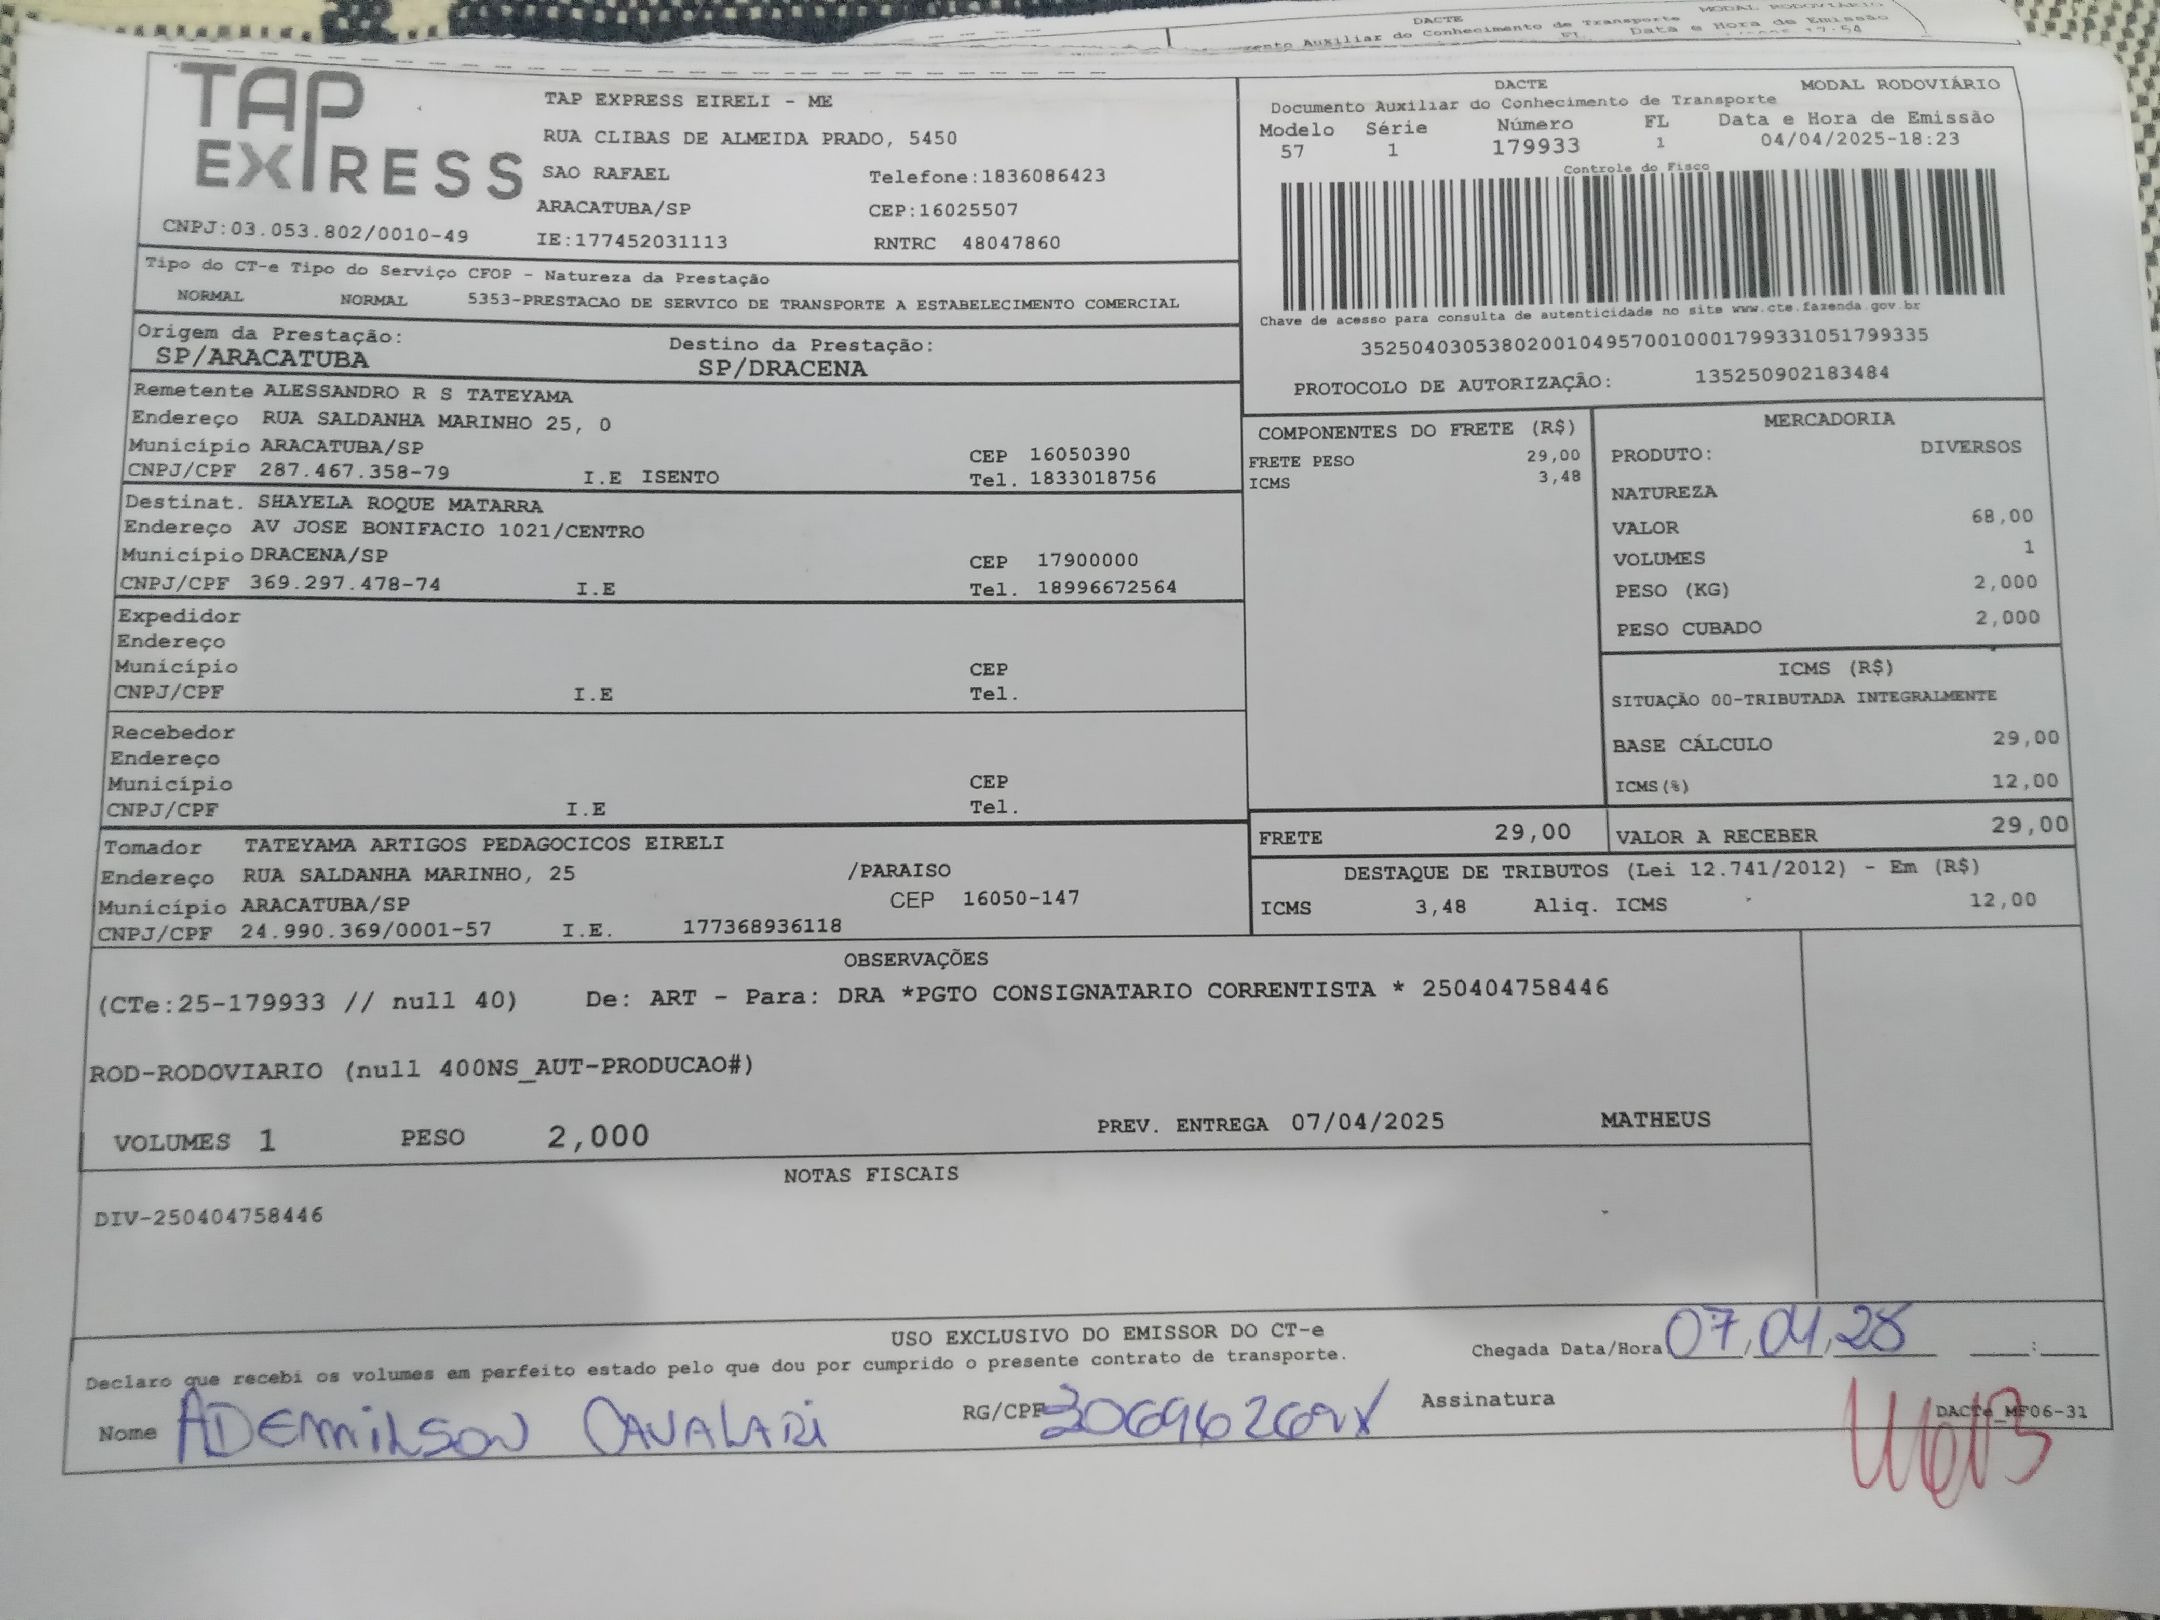 DACTE
MODAL RODOVIÁRIO
Auxiliar do Conhecimento de Transporte
Data e Hora de Emissão
FL
TAP EXPRESS
TAP EXPRESS EIRELI - ME
RUA CLIBAS DE ALMEIDA PRADO, 5450
SAO RAFAEL Telefone:1836086423
ARACATUBA/SP CEP:16025507
CNPJ:03.053.802/0010-49 IE:177452031113 RNTRC 48047860
DACTE MODAL RODOVIÁRIO
Documento Auxiliar do Conhecimento de Transporte
Modelo Série Número FL Data e Hora de Emissão
57 1 179933 1 04/04/2025-18:23
Controle do Fisco
Chave de acesso para consulta de autenticidade no site www.cte.fazenda.gov.br
35250403053802001049570010001799331051799335
PROTOCOLO DE AUTORIZAÇÃO: 135250902183484
Tipo do CT-e Tipo do Serviço CFOP - Natureza da Prestação
NORMAL NORMAL 5353-PRESTACAO DE SERVICO DE TRANSPORTE A ESTABELECIMENTO COMERCIAL
Origem da Prestação: Destino da Prestação:
SP/ARACATUBA SP/DRACENA
Remetente ALESSANDRO R S TATEYAMA
Endereço RUA SALDANHA MARINHO 25, 0
Município ARACATUBA/SP CEP 16050390
CNPJ/CPF 287.467.358-79 I.E ISENTO Tel. 1833018756
Destinat. SHAYELA ROQUE MATARRA
Endereço AV JOSE BONIFACIO 1021/CENTRO
Município DRACENA/SP CEP 17900000
CNPJ/CPF 369.297.478-74 I.E Tel. 18996672564
Expedidor
Endereço
Município CEP
CNPJ/CPF I.E Tel.
Recebedor
Endereço
Município CEP
CNPJ/CPF I.E Tel.
Tomador TATEYAMA ARTIGOS PEDAGOCICOS EIRELI
Endereço RUA SALDANHA MARINHO, 25 /PARAISO
Município ARACATUBA/SP CEP 16050-147
CNPJ/CPF 24.990.369/0001-57 I.E. 177368936118
COMPONENTES DO FRETE (R$)
FRETE PESO 29,00
ICMS 3,48
MERCADORIA
PRODUTO: DIVERSOS
NATUREZA
VALOR 68,00
VOLUMES 1
PESO (KG) 2,000
PESO CUBADO 2,000
ICMS (R$)
SITUAÇÃO 00-TRIBUTADA INTEGRALMENTE
BASE CÁLCULO 29,00
ICMS(%) 12,00
FRETE 29,00 VALOR A RECEBER 29,00
DESTAQUE DE TRIBUTOS (Lei 12.741/2012) - Em (R$)
ICMS 3,48 Aliq. ICMS 12,00
OBSERVAÇÕES
(CTe:25-179933 // null 40) De: ART - Para: DRA *PGTO CONSIGNATARIO CORRENTISTA * 250404758446
ROD-RODOVIARIO (null 400NS_AUT-PRODUCAO#)
VOLUMES 1 PESO 2,000 PREV. ENTREGA 07/04/2025 MATHEUS
NOTAS FISCAIS
DIV-250404758446
USO EXCLUSIVO DO EMISSOR DO CT-e
Declaro que recebi os volumes em perfeito estado pelo que dou por cumprido o presente contrato de transporte.
Chegada Data/Hora 07,04,25 :
Nome ADEMILSON CAVALARI RG/CPF Assinatura
DACTe_MF06-31